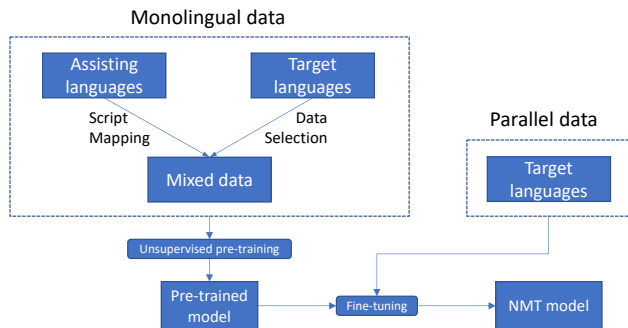 Monolingual data
Assisting
languages
Target
languages
Script
Mapping
Data
Selection
Mixed data
Parallel data
Target
languages
Unsupervised pre-training
Pre-trained
model
Fine-tuning
NMT model